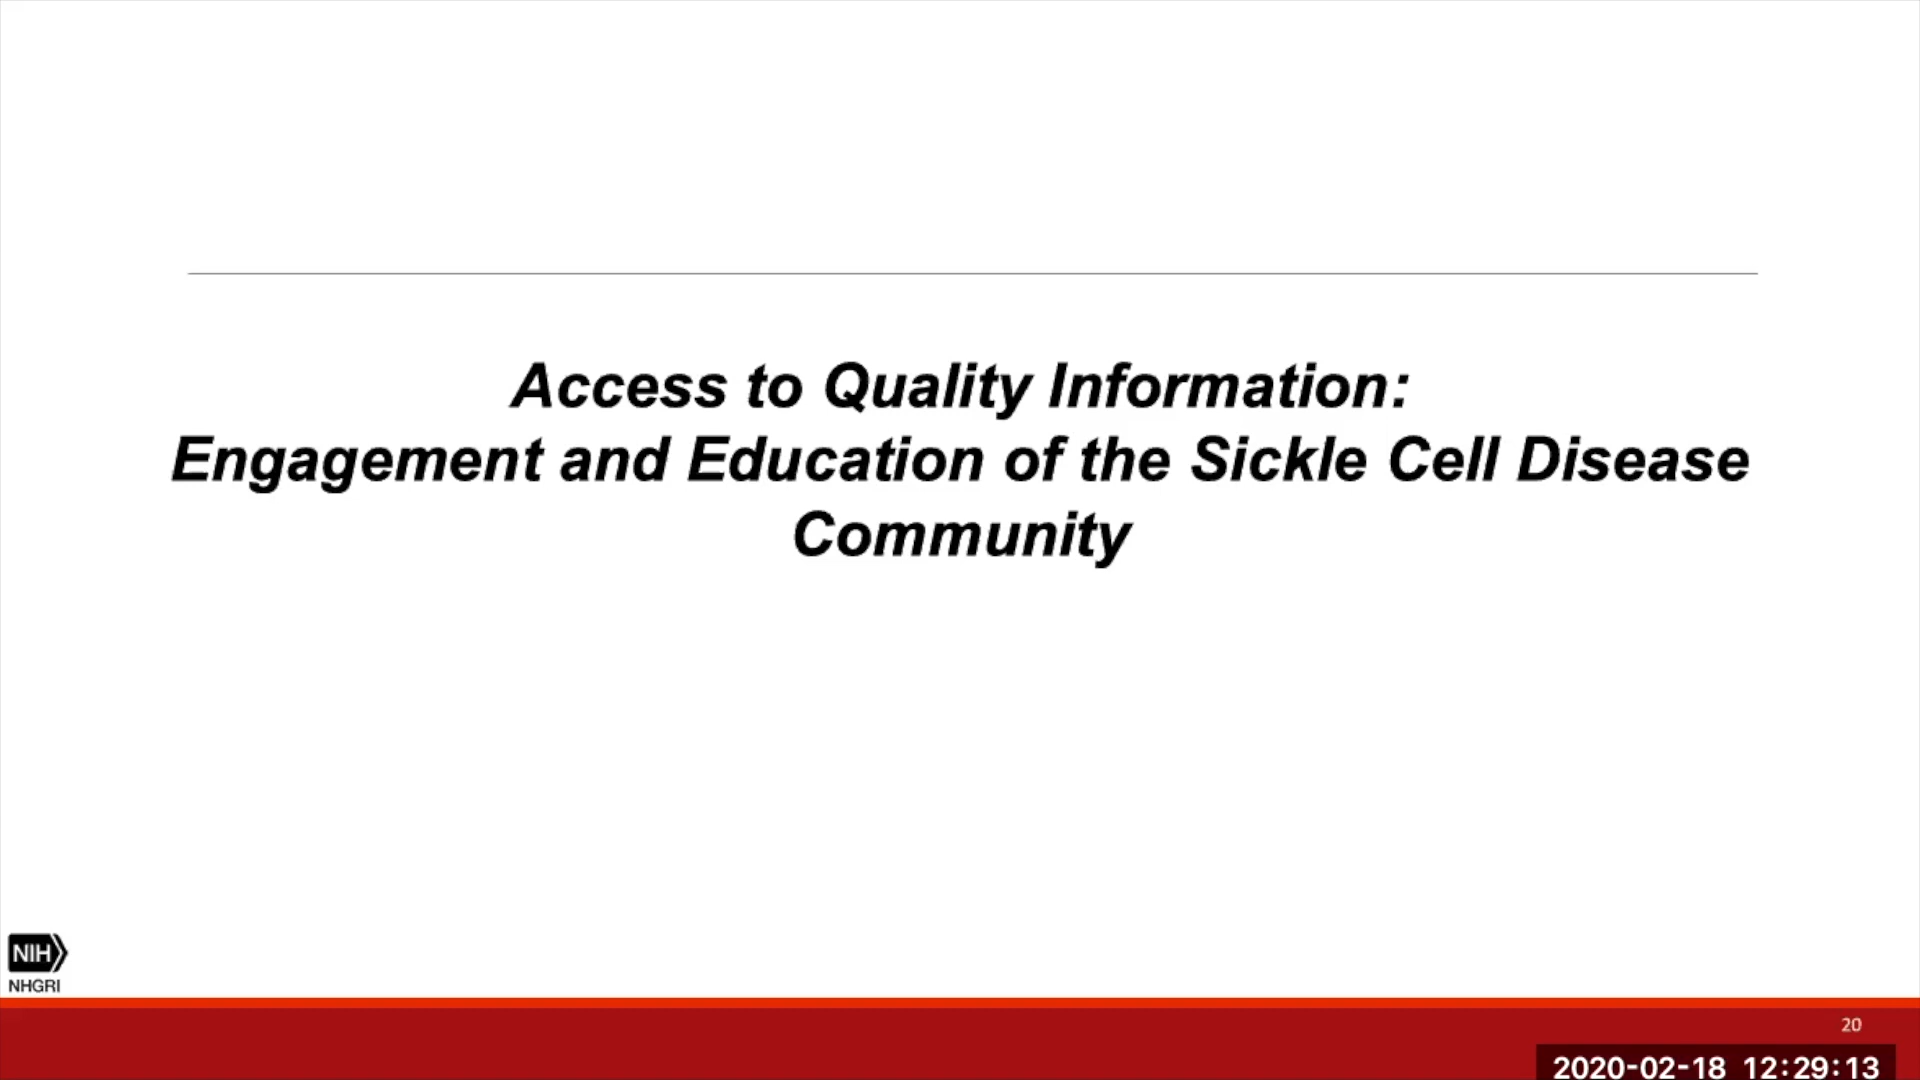 Access to Quality Information:
Engagement and Education of the Sickle Cell Disease
Community
NIH
NHGRI
20
2020-02-18 12:29:13